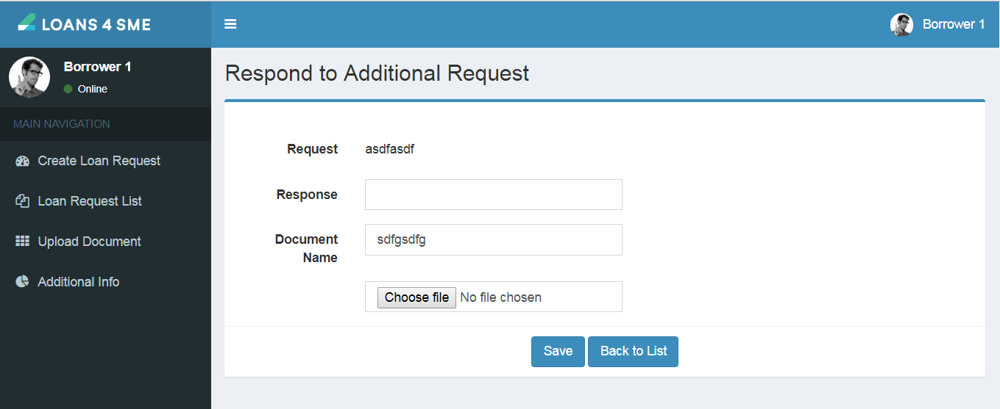 LOANS 4 SME
Borrower 1
Borrower 1
Online
MAIN NAVIGATION
Create Loan Request
Loan Request List
Upload Document
Additional Info
Respond to Additional Request
Request asdfasdf
Response
Document sdfgsdfg
Name
Choose file No file chosen
Save Back to List